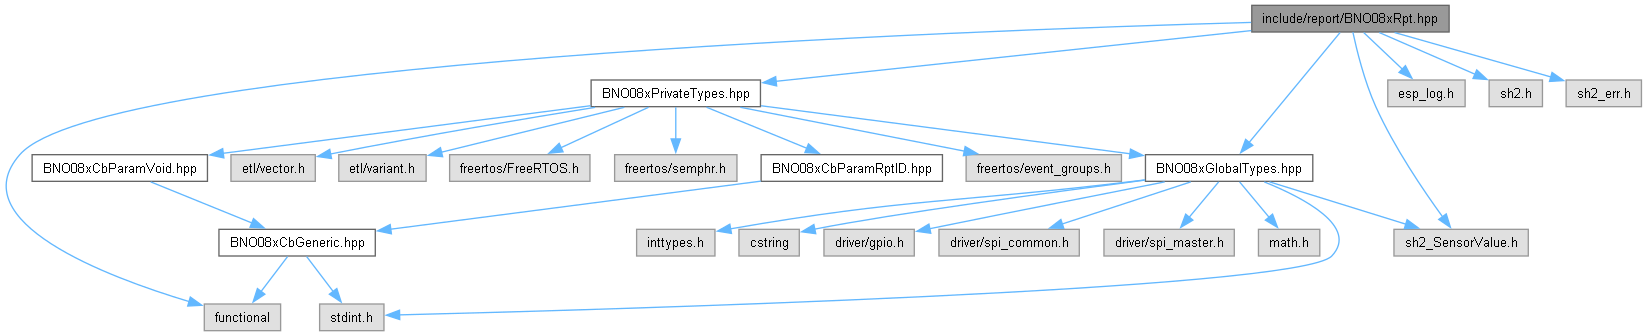 include/report/BNO08xRpt.hpp
BNO08xPrivateTypes.hpp
esp_log.h
sh2.h
sh2_err.h
BNO08xCbParamVoid.hpp
etl/vector.h
etl/variant.h
freertos/FreeRTOS.h
freertos/semphr.h
BNO08xCbParamRptID.hpp
freertos/event_groups.h
BNO08xGlobalTypes.hpp
BNO08xCbGeneric.hpp
inttypes.h
cstring
driver/gpio.h
driver/spi_common.h
driver/spi_master.h
math.h
sh2_SensorValue.h
functional
stdint.h